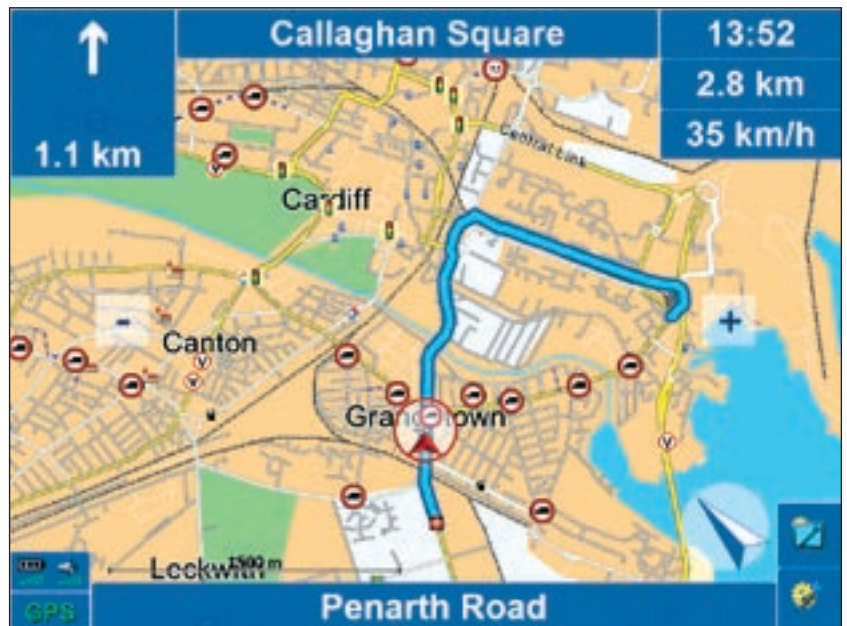 Callaghan Square
13:52
2.8 km
35 km/h
1.1 km
Central Link
Cardiff
Canton
Grangetown
Leckwith
1500 m
-
+
GPS
Penarth Road